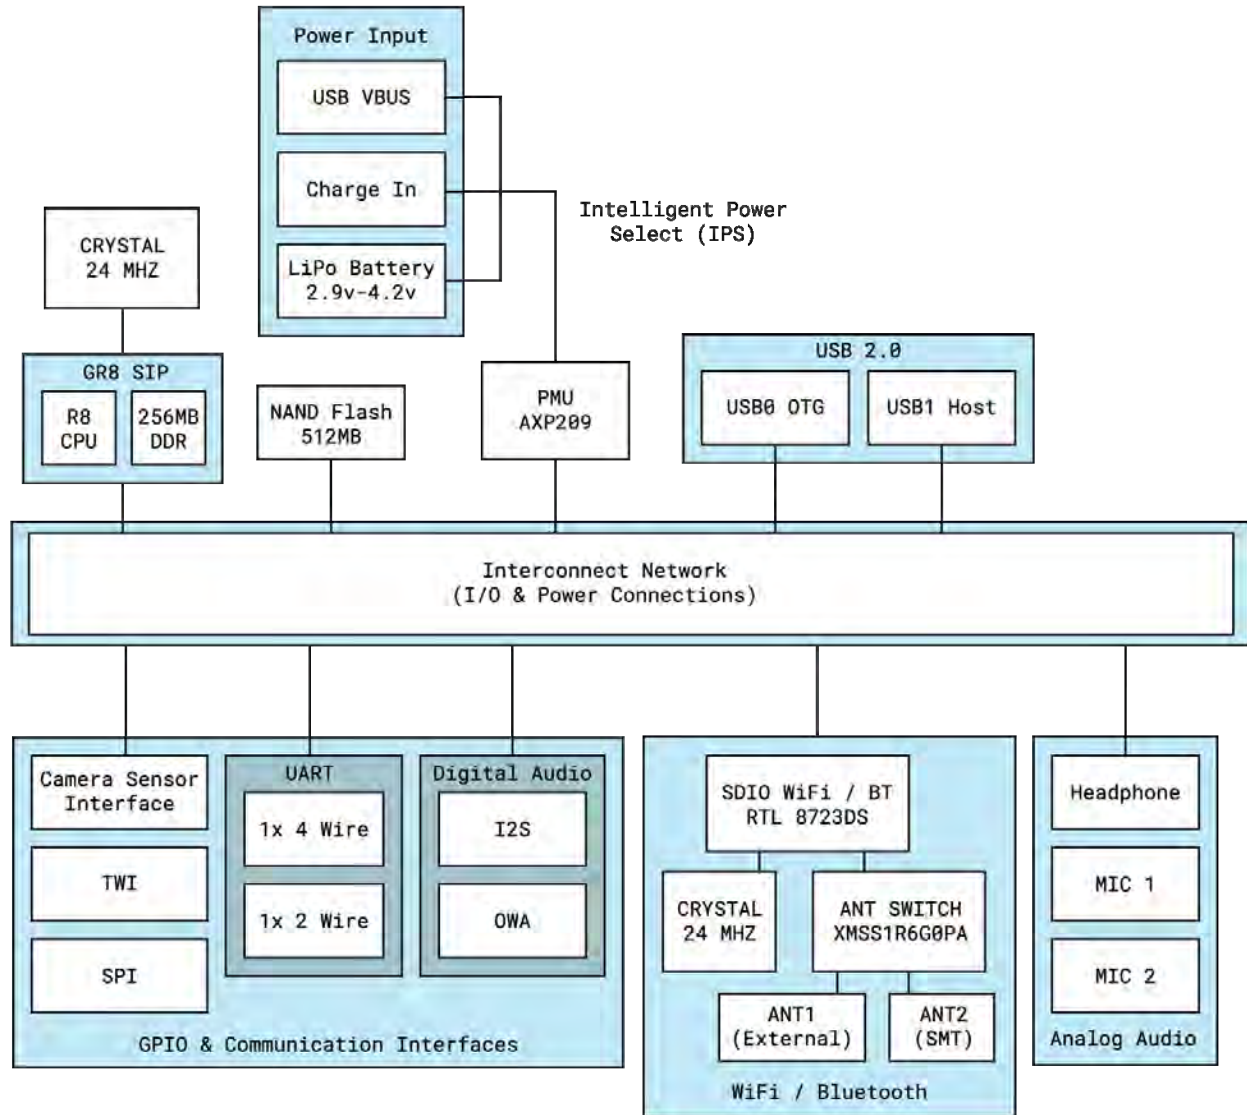 Power Input
USB VBUS
Charge In
LiPo Battery
2.9v-4.2v
Intelligent Power
Select (IPS)
CRYSTAL
24 MHZ
GR8 SIP
R8
CPU
256MB
DDR
NAND Flash
512MB
PMU
AXP209
USB 2.0
USB0 OTG
USB1 Host
Interconnect Network
(I/O & Power Connections)
Camera Sensor
Interface
TWI
SPI
UART
1x 4 Wire
1x 2 Wire
Digital Audio
I2S
OWA
GPIO & Communication Interfaces
SDIO WiFi / BT
RTL 8723DS
CRYSTAL
24 MHZ
ANT SWITCH
XMSS1R6G0PA
ANT1
(External)
ANT2
(SMT)
WiFi / Bluetooth
Headphone
MIC 1
MIC 2
Analog Audio